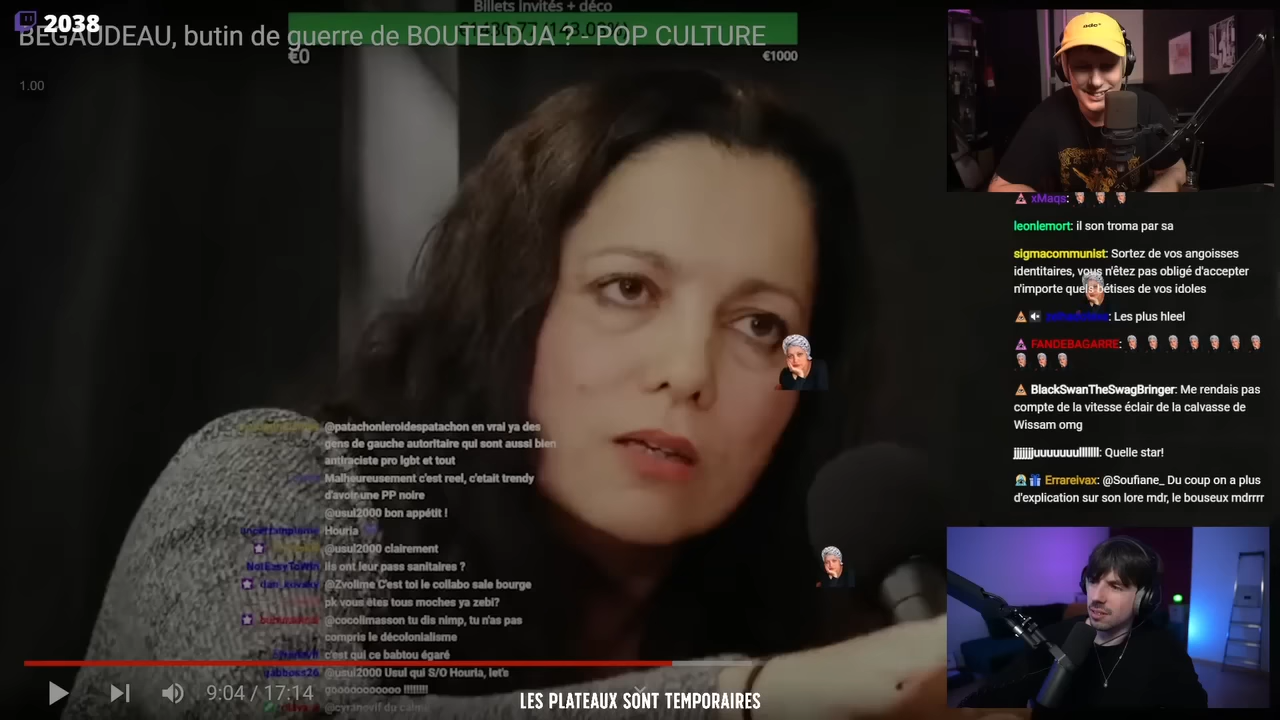 2038
Billets Invités + déco
BEGAUDEAU, butin de guerre de BOUTELDJA ? - POP CULTURE
€0
€1000
1.00
xMaqs:
leonlemort: il son troma par sa
sigmacommunist: Sortez de vos angoisses
identitaires, vous n'êtez pas obligé d'accepter
n'importe quels bétises de vos idoles
: Les plus hleel
FANDEBAGARRE:
BlackSwanTheSwagBringer: Me rendais pas
compte de la vitesse éclair de la calvasse de
Wissam omg
Quelle star!
Errareivax: @Soufiane_ Du coup on a plus
d'explication sur son lore mdr, le bouseux mdrrrr
@patachonleroidespatachon en vrai ya des
gens de gauche autoritaire qui sont aussi bien
antiraciste pro lgbt et tout
Malheureusement c'est reel, c'etait trendy
d'avoir une PP noire
@usul2000 bon appétit !
Houria
@usul2000 clairement
NotEasyToWin Ils ont leur pass sanitaires ?
@Zvolime C'est toi le collabo sale bourge
pk vous êtes tous moches ya zebi?
@cocolimasson tu dis nimp, tu n'as pas
compris le décolonialisme
c'est qui ce babtou égaré
jabboss26 @usul2000 Usul qui S/O Houria, let's
goooooooooo !!!!!!!!
9:04 / 17:14
LES PLATEAUX SONT TEMPORAIRES